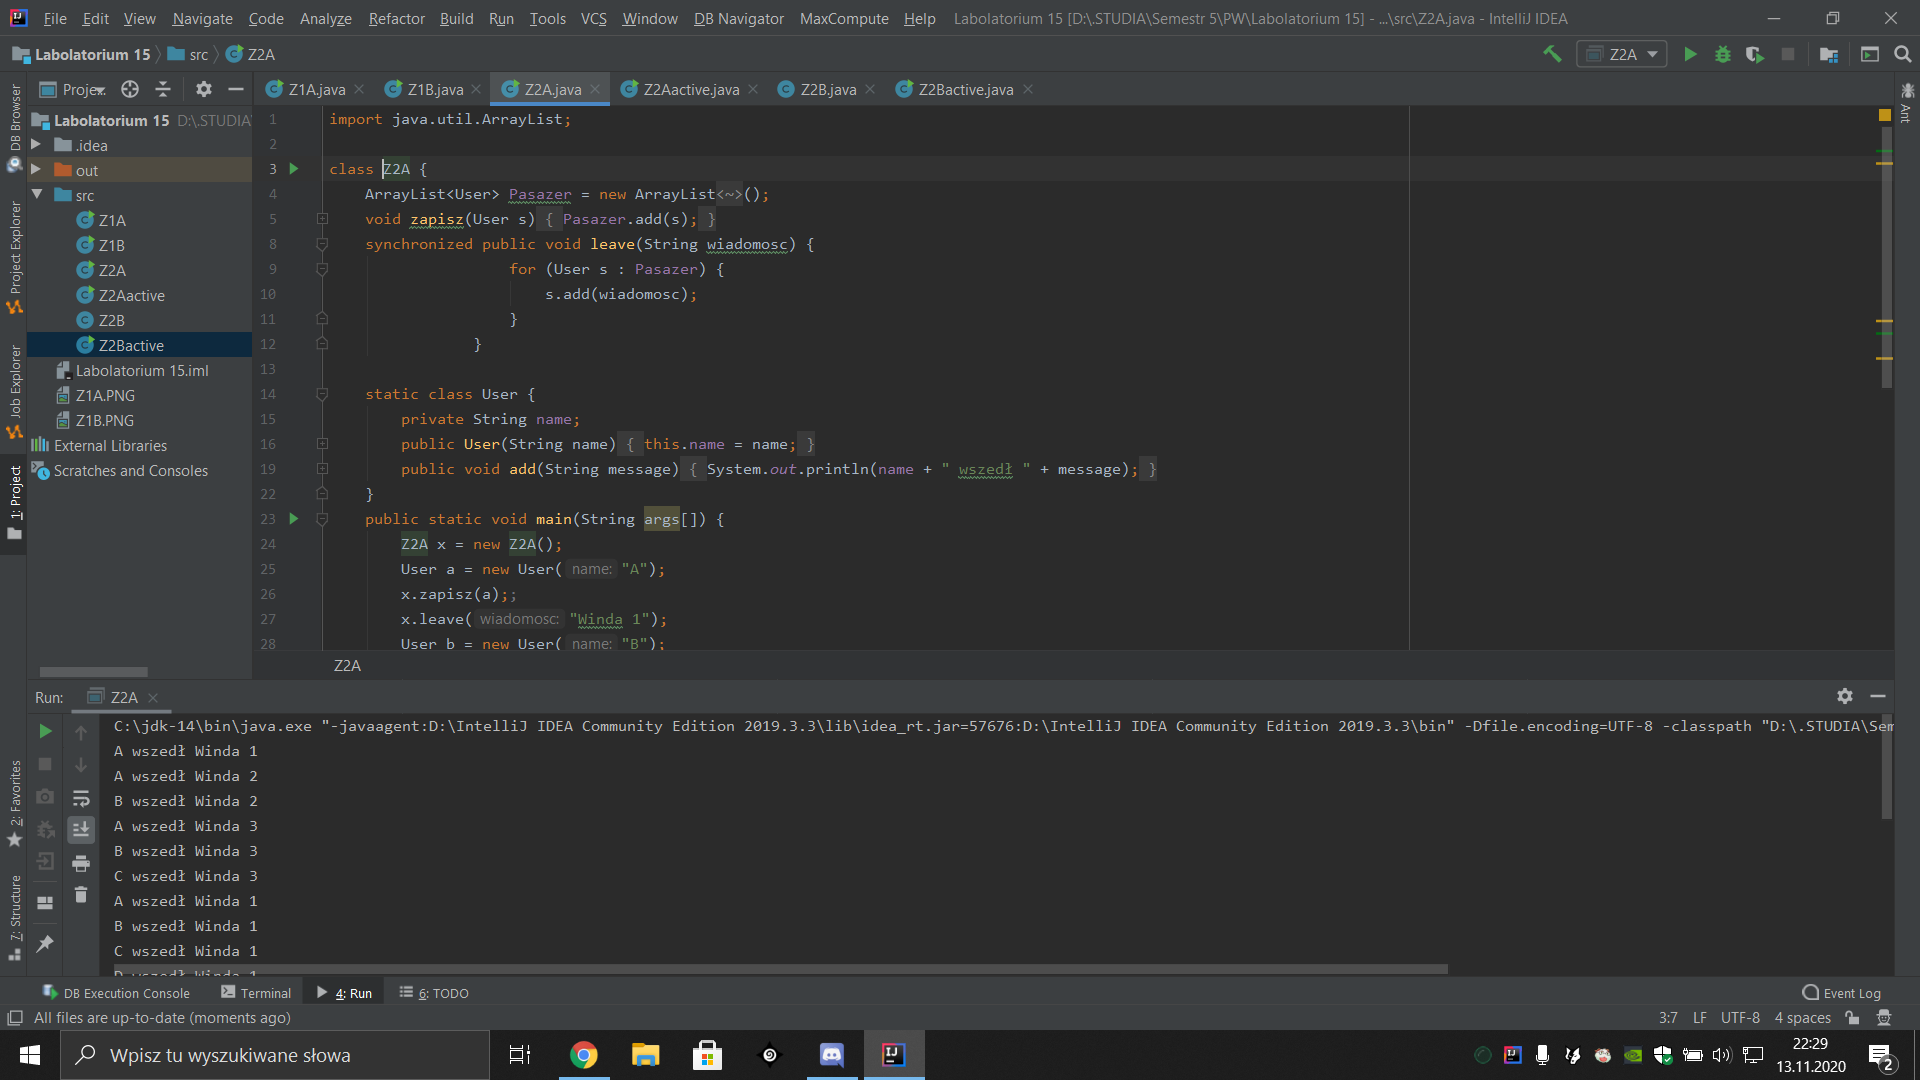 File Edit View Navigate Code Analyze Refactor Build Run Tools VCS Window DB Navigator MaxCompute Help Labolatorium 15 [D:\.STUDIA\Semestr 5\PW\Labolatorium 15] - ...\src\Z2A.java - IntelliJ IDEA
Labolatorium 15 src Z2A
Z2A
Projec
Z1A.java Z1B.java Z2A.java Z2Aactive.java Z2B.java Z2Bactive.java
DB Browser
Project Explorer
Job Explorer
1: Project
2: Favorites
7: Structure
Ant
Labolatorium 15 D:\.STUDIA
.idea
out
src
Z1A
Z1B
Z2A
Z2Aactive
Z2B
Z2Bactive
Labolatorium 15.iml
Z1A.PNG
Z1B.PNG
External Libraries
Scratches and Consoles
1 import java.util.ArrayList;
2
3 class Z2A {
4 ArrayList<User> Pasazer = new ArrayList<~>();
5 void zapisz(User s) { Pasazer.add(s); }
8 synchronized public void leave(String wiadomosc) {
9 for (User s : Pasazer) {
10 s.add(wiadomosc);
11 }
12 }
13
14 static class User {
15 private String name;
16 public User(String name) { this.name = name; }
19 public void add(String message) { System.out.println(name + " wszedł " + message); }
22 }
23 public static void main(String args[]) {
24 Z2A x = new Z2A();
25 User a = new User( name: "A");
26 x.zapisz(a);;
27 x.leave( wiadomosc: "Winda 1");
28 User b = new User( name: "B");
Z2A
Run: Z2A
C:\jdk-14\bin\java.exe "-javaagent:D:\IntelliJ IDEA Community Edition 2019.3.3\lib\idea_rt.jar=57676:D:\IntelliJ IDEA Community Edition 2019.3.3\bin" -Dfile.encoding=UTF-8 -classpath "D:\.STUDIA\Sem
A wszedł Winda 1
A wszedł Winda 2
B wszedł Winda 2
A wszedł Winda 3
B wszedł Winda 3
C wszedł Winda 3
A wszedł Winda 1
B wszedł Winda 1
C wszedł Winda 1
D wszedł Winda 1
DB Execution Console Terminal 4: Run 6: TODO Event Log
All files are up-to-date (moments ago) 3:7 LF UTF-8 4 spaces
Wpisz tu wyszukiwane słowa
22:29
13.11.2020
2